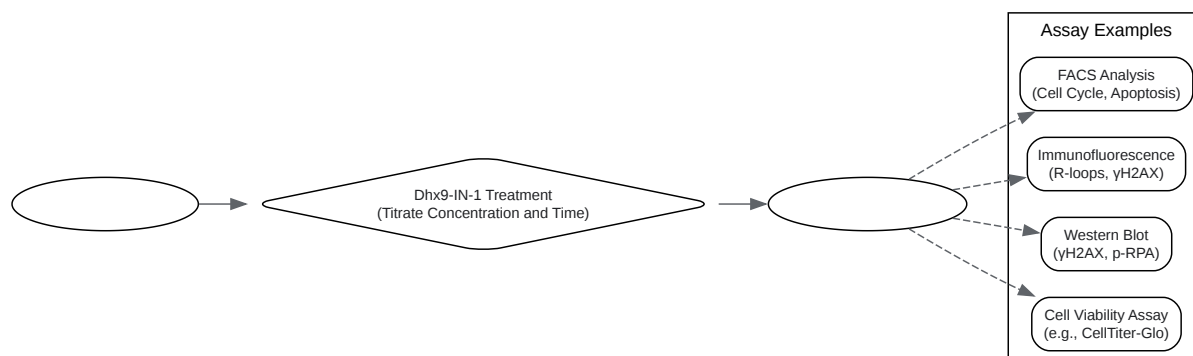 Assay Examples
FACS Analysis
(Cell Cycle, Apoptosis)
Immunofluorescence
(R-loops, γH2AX)
Dhx9-IN-1 Treatment
(Titrate Concentration and Time)
Western Blot
(γH2AX, p-RPA)
Cell Viability Assay
(e.g., CellTiter-Glo)